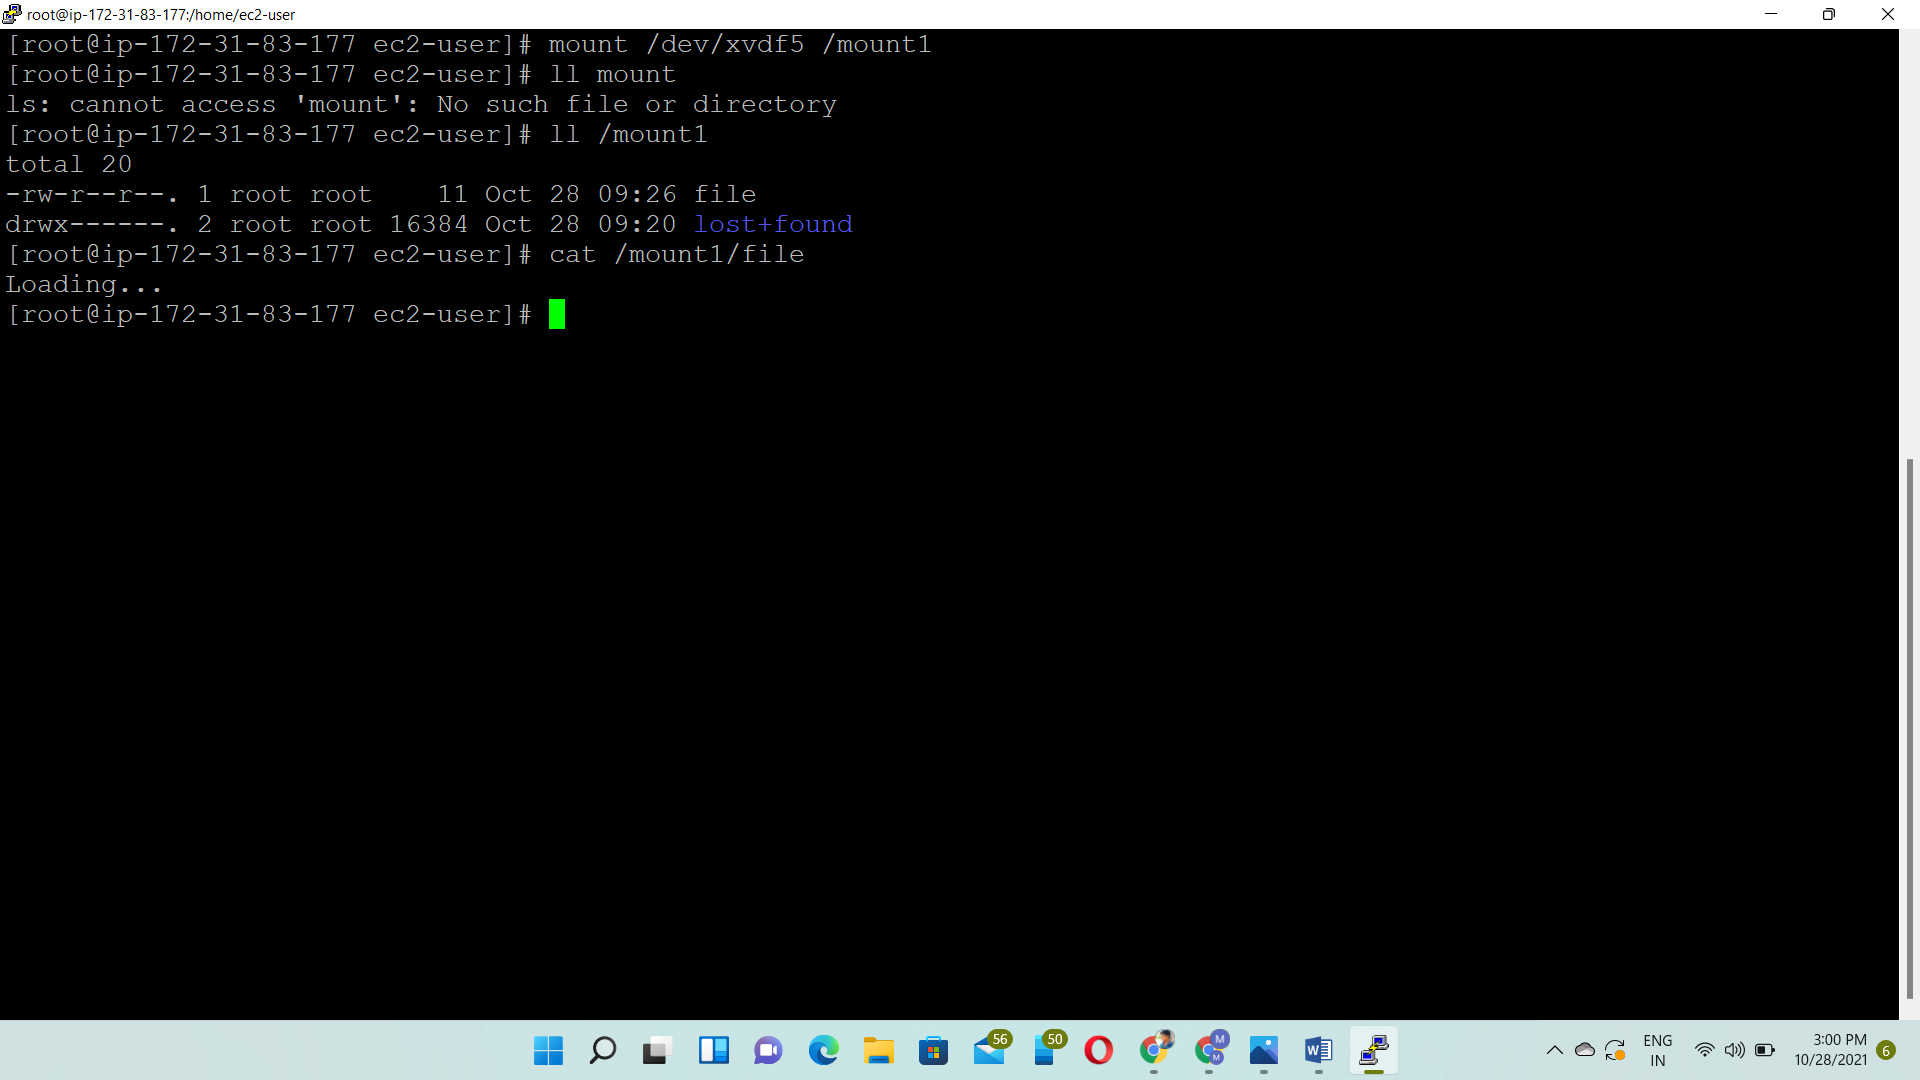 root@ip-172-31-83-177:/home/ec2-user
[root@ip-172-31-83-177 ec2-user]# mount /dev/xvdf5 /mount1
[root@ip-172-31-83-177 ec2-user]# ll mount
ls: cannot access 'mount': No such file or directory
[root@ip-172-31-83-177 ec2-user]# ll /mount1
total 20
-rw-r--r--. 1 root root    11 Oct 28 09:26 file
drwx------. 2 root root 16384 Oct 28 09:20 lost+found
[root@ip-172-31-83-177 ec2-user]# cat /mount1/file
Loading...
[root@ip-172-31-83-177 ec2-user]#
56
50
M
M
W
ENG
IN
3:00 PM
10/28/2021
6